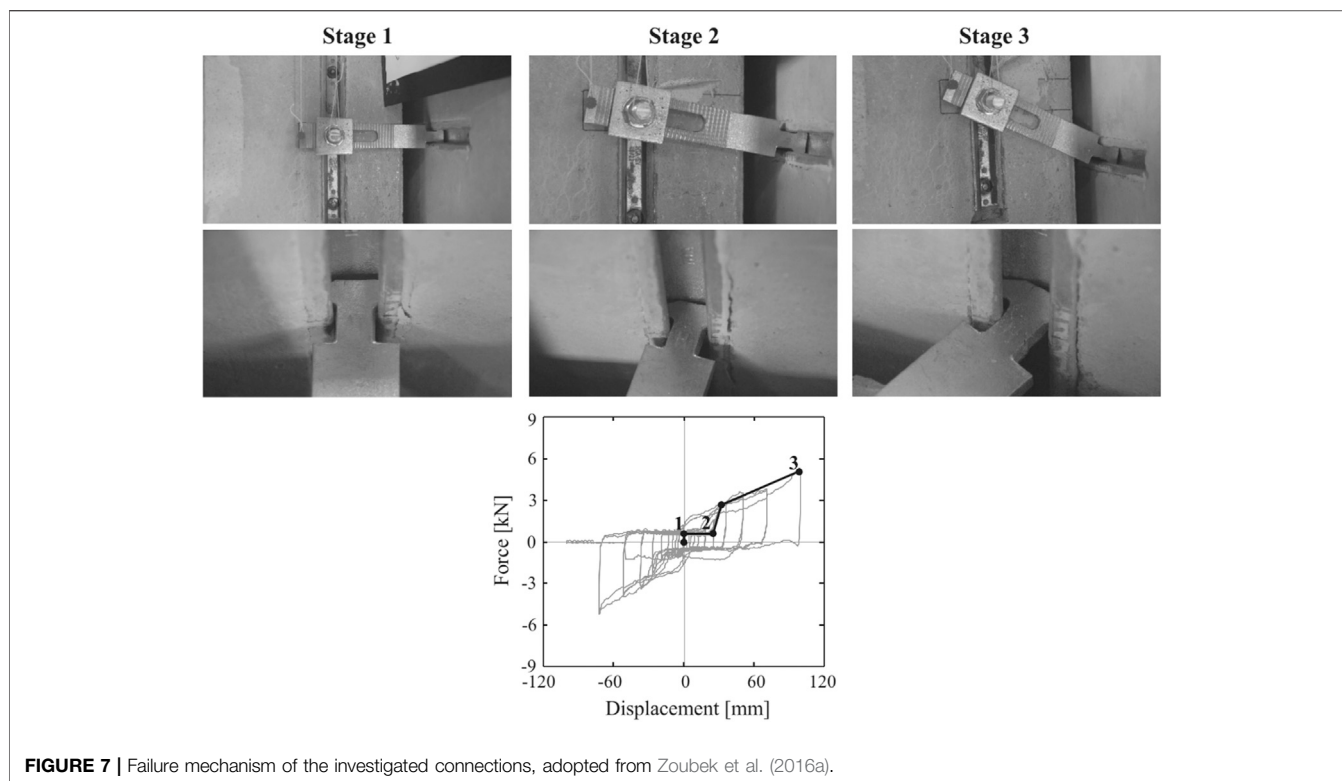 Stage 1
Stage 2
Stage 3
9
6
3
0
-3
-6
-9
Force [kN]
1
2
3
-120
-60
0
60
120
Displacement [mm]
FIGURE 7 | Failure mechanism of the investigated connections, adopted from Zoubek et al. (2016a).